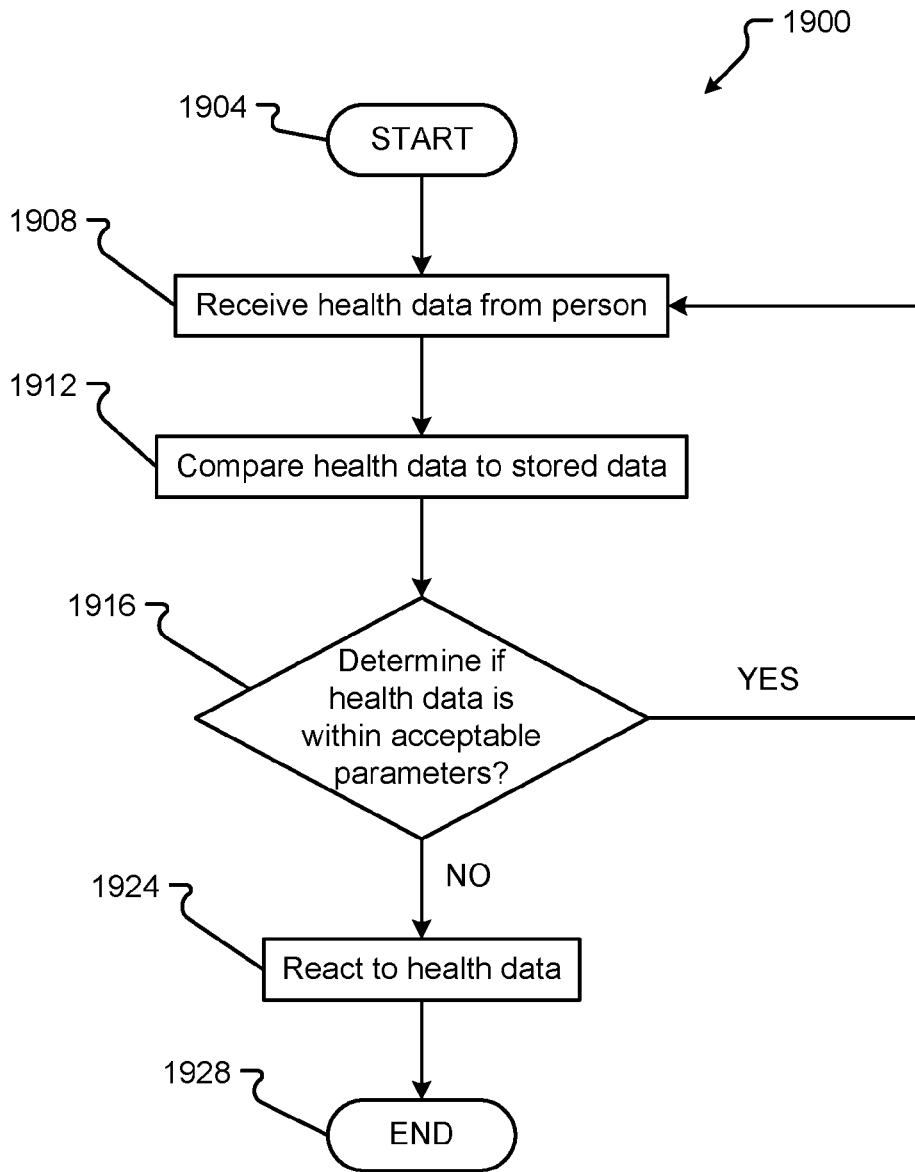 1900
1904
START
1908
Receive health data from person
1912
Compare health data to stored data
1916
Determine if
health data is
within acceptable
parameters?
YES
NO
1924
React to health data
1928
END